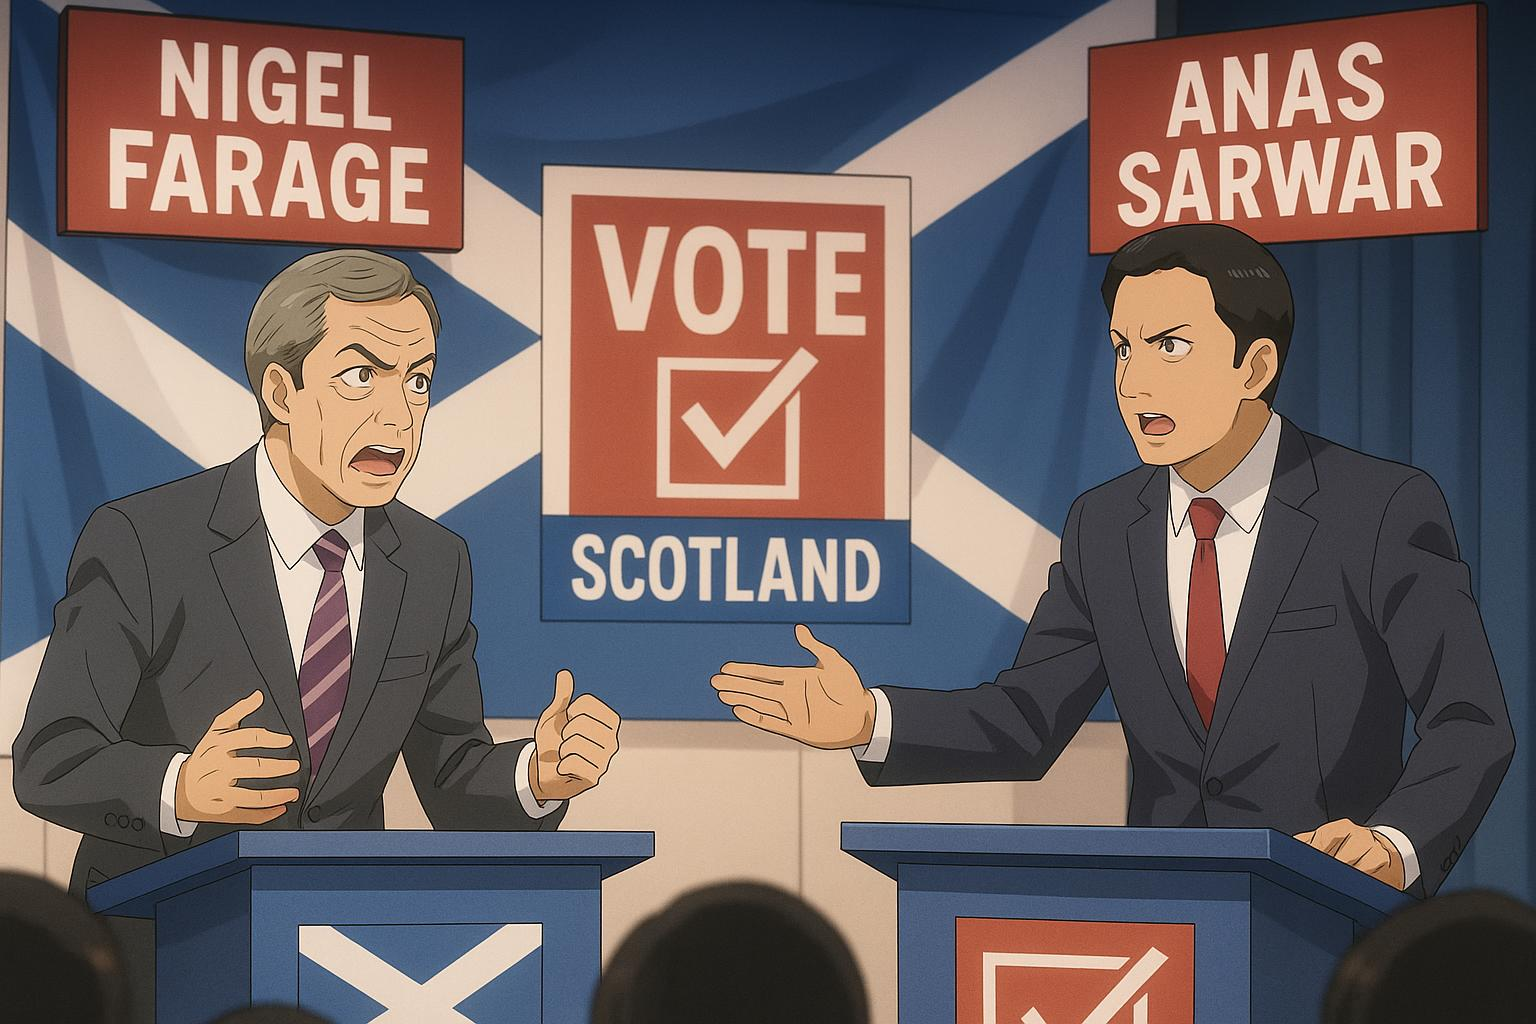 NIGEL
FARAGE
ANAS
SARWAR
VOTE
SCOTLAND